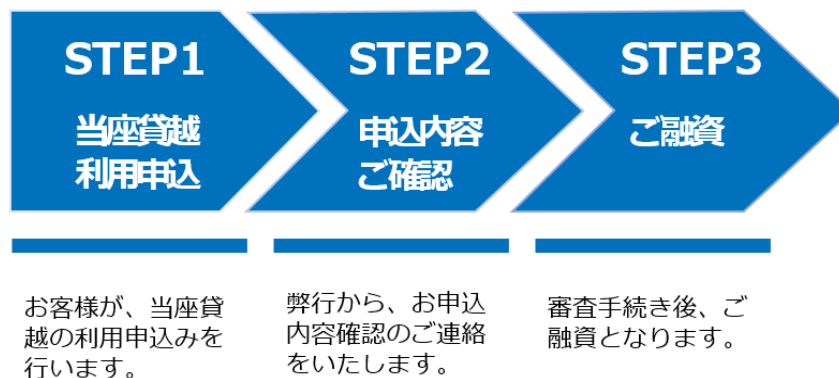 STEP1
当座貸越
利用申込
STEP2
申込内容
ご確認
STEP3
ご融資
お客様が、当座貸
越の利用申込みを
行います。
弊行から、お申込
内容確認のご連絡
をいたします。
審査手続き後、ご
融資となります。